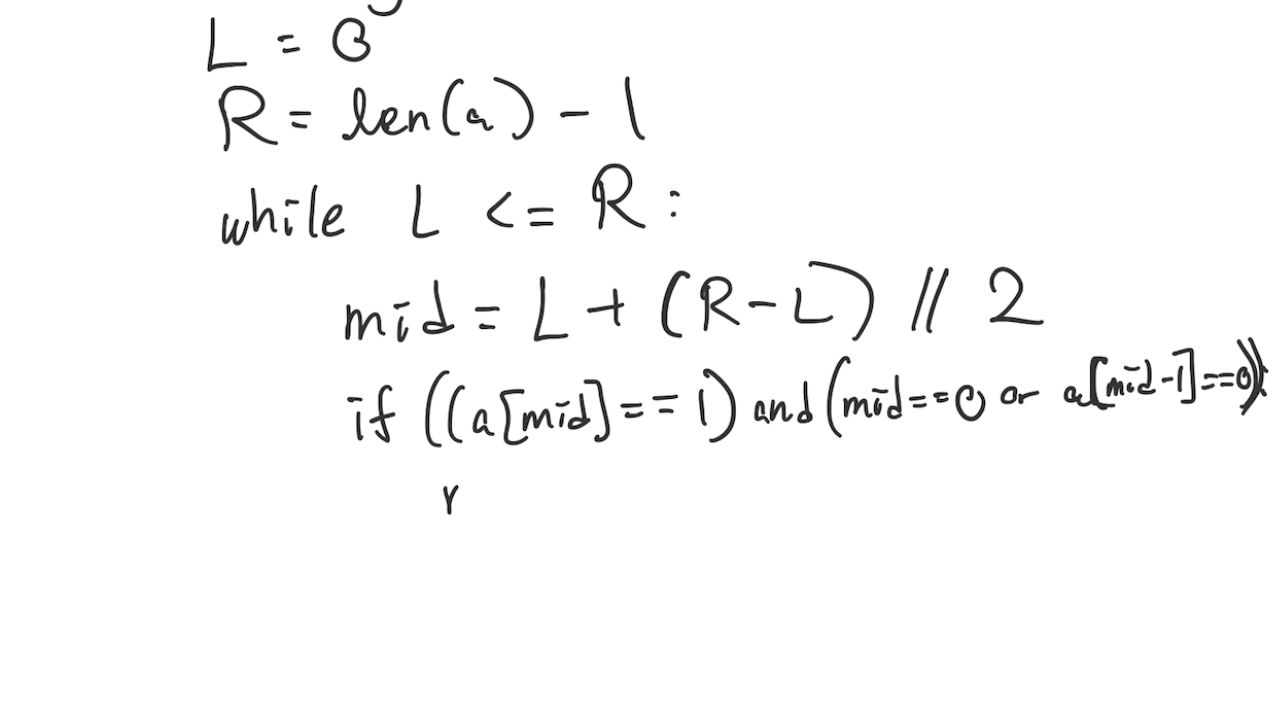 L = 0
R = len(a) - 1
while L <= R:
mid = L + (R-L) // 2
if ((a[mid] == 1) and (mid==0 or a[mid-1]==0)):
r